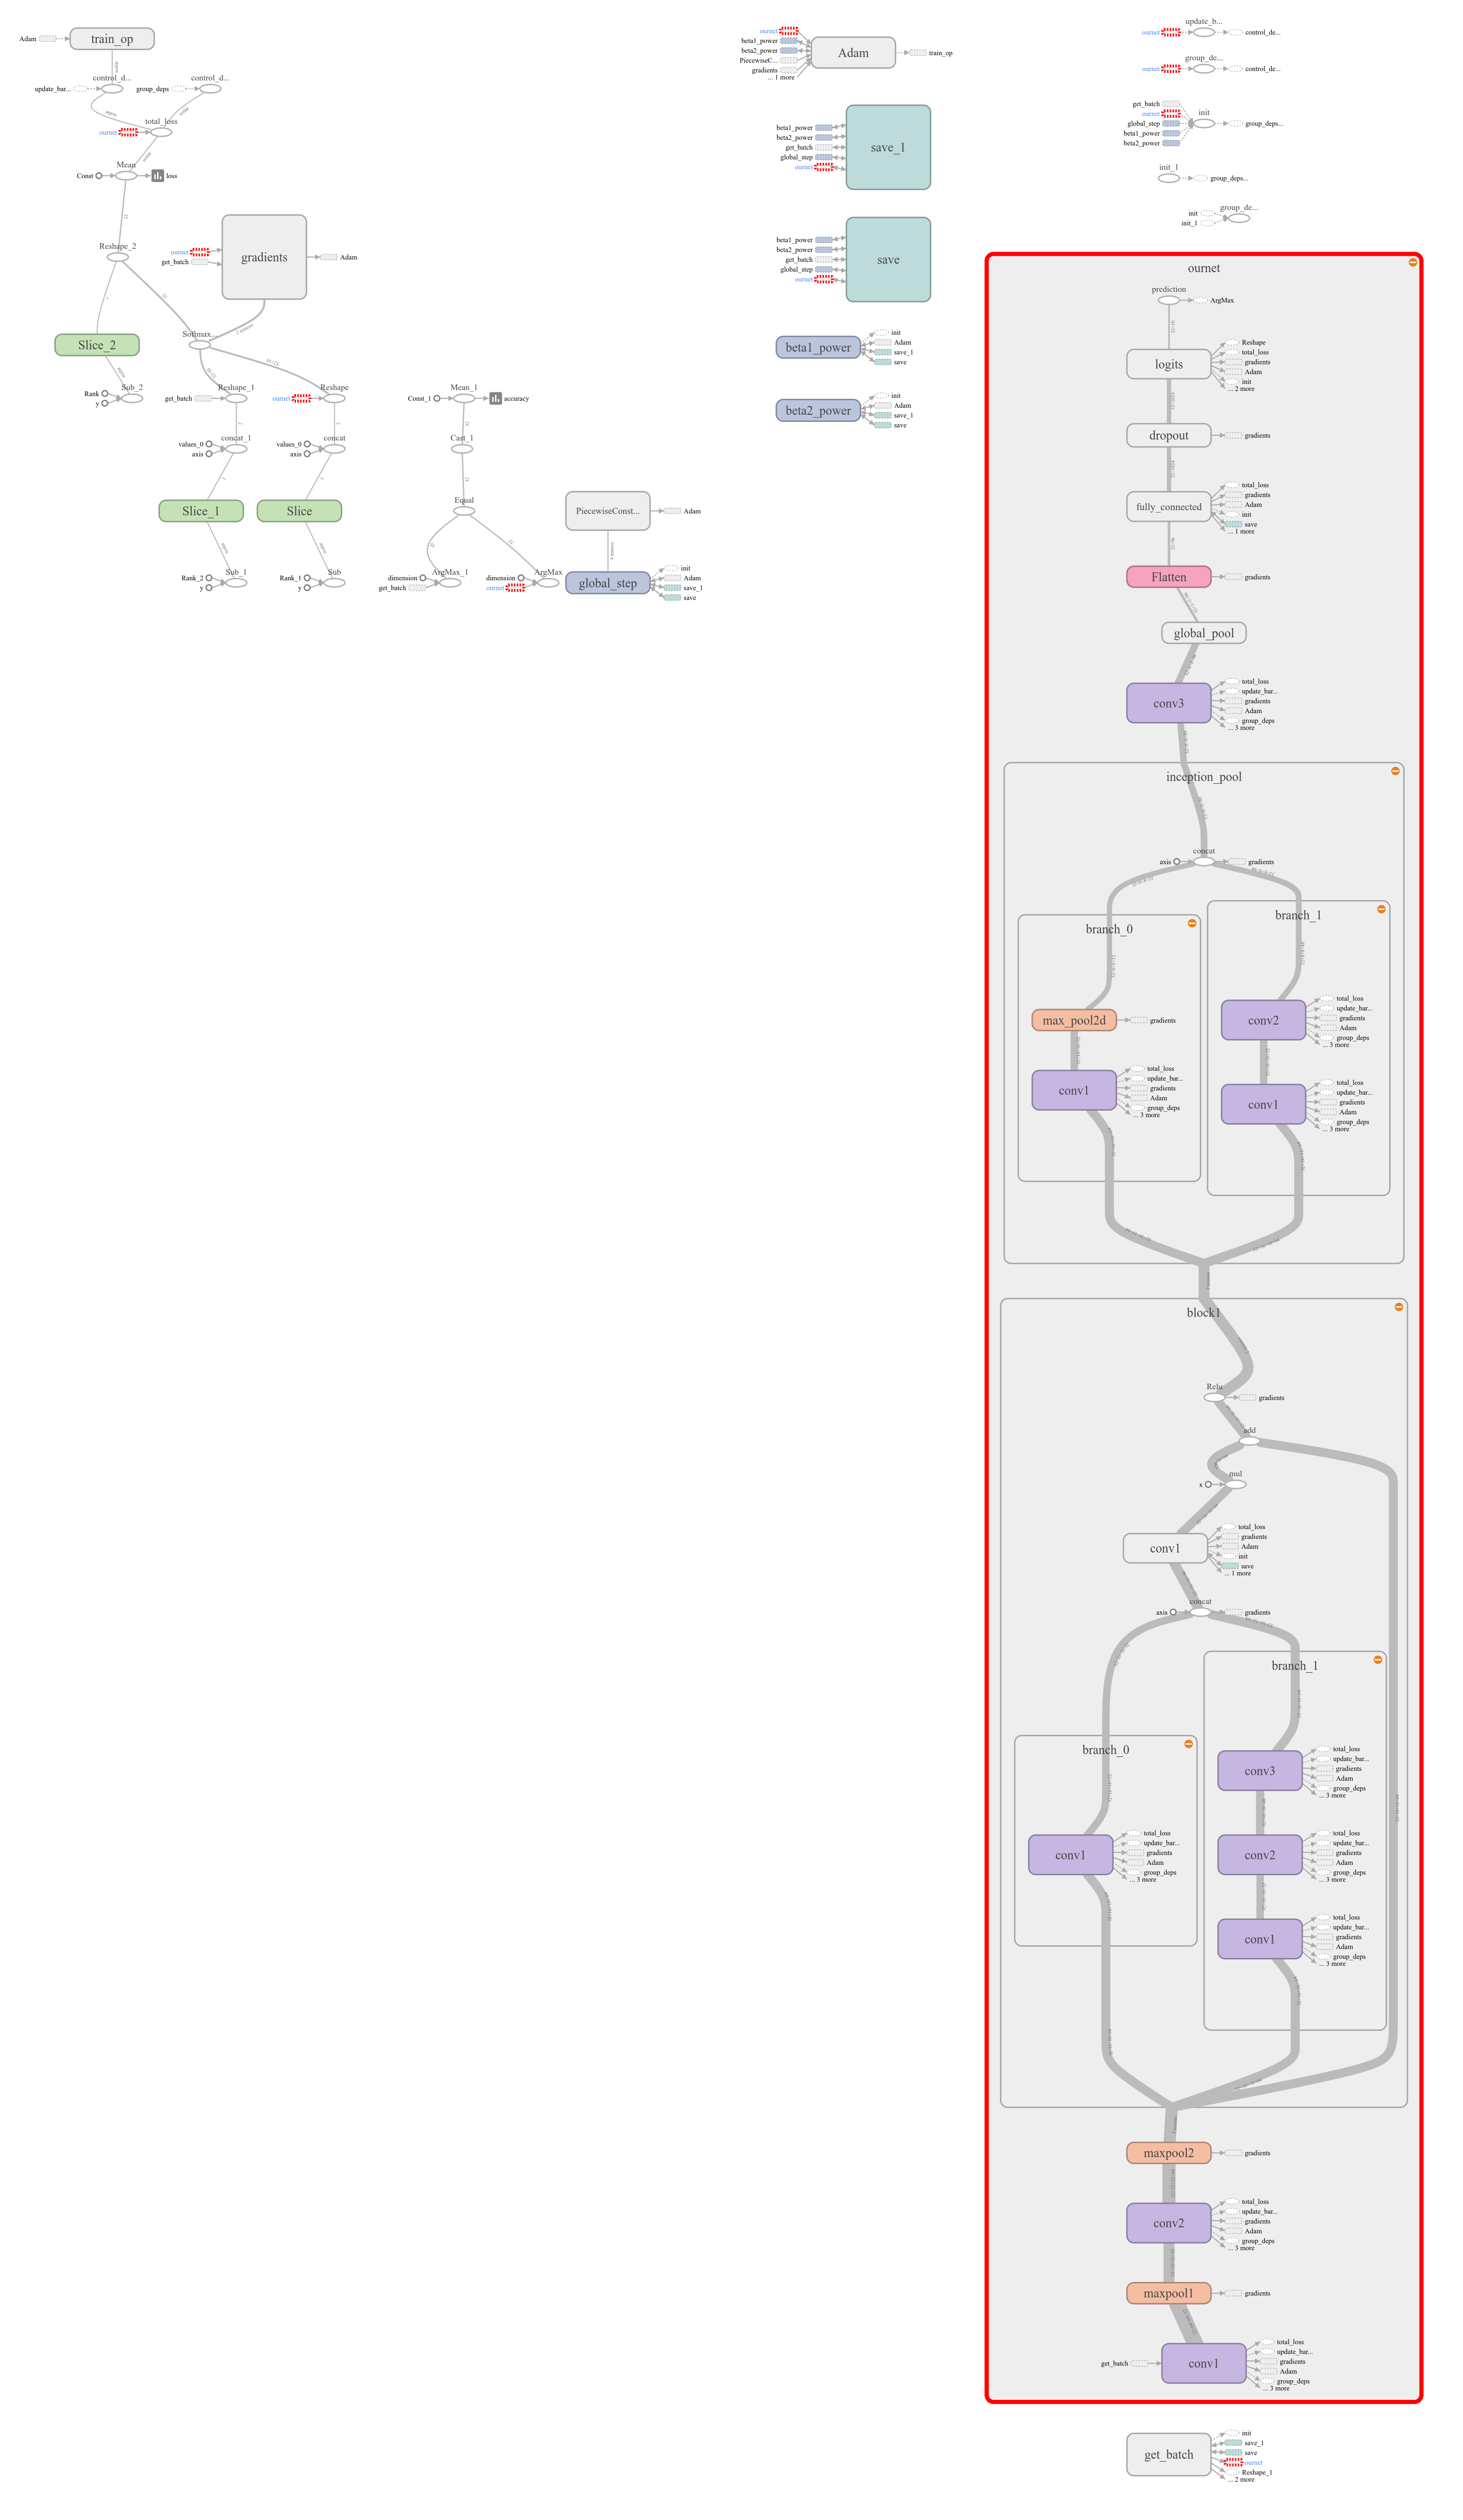 train_op
Adam
control_d...
control_d...
update_bar...
group_deps
total_loss
ournet
Mean
Const
loss
Reshape_2
gradients
ournet
get_batch
Adam
Slice_2
Softmax...
Rank
y
Sub_2
get_batch
Reshape_1
ournet
Reshape
values_0
axis
concat_1
values_0
axis
concat
Slice_1
Slice
Rank_2
y
Sub_1
Rank_1
y
Sub
Mean_1
Const_1
accuracy
Cast_1
Equal
dimension
get_batch
ArgMax_1
dimension
ournet
ArgMax
PiecewiseConst...
Adam
global_step
init
Adam
save_1
save
ournet
beta1_power
beta2_power
PiecewiseC...
gradients
... 1 more
Adam
train_op
beta1_power
beta2_power
get_batch
global_step
ournet
save_1
beta1_power
beta2_power
get_batch
global_step
ournet
save
beta1_power
init
Adam
save_1
save
beta2_power
init
Adam
save_1
save
update_b...
ournet
control_de...
group_de...
ournet
control_de...
get_batch
ournet
global_step
beta1_power
beta2_power
init
group_deps...
init_1
group_deps...
group_de...
init
init_1
ournet
prediction
ArgMax
logits
Reshape
total_loss
gradients
Adam
init
... 2 more
dropout
gradients
fully_connected
total_loss
gradients
Adam
init
save
... 1 more
Flatten
gradients
global_pool
conv3
total_loss
update_bar...
gradients
Adam
group_deps
... 3 more
inception_pool
concat
axis
gradients
branch_0
branch_1
max_pool2d
gradients
conv1
total_loss
update_bar...
gradients
Adam
group_deps
... 3 more
conv2
total_loss
update_bar...
gradients
Adam
group_deps
... 3 more
conv1
total_loss
update_bar...
gradients
Adam
group_deps
... 3 more
block1
Relu
gradients
add
mul
x
conv1
total_loss
gradients
Adam
init
save
... 1 more
concat
axis
gradients
branch_1
branch_0
conv3
total_loss
update_bar...
gradients
Adam
group_deps
... 3 more
conv1
total_loss
update_bar...
gradients
Adam
group_deps
... 3 more
conv2
total_loss
update_bar...
gradients
Adam
group_deps
... 3 more
conv1
total_loss
update_bar...
gradients
Adam
group_deps
... 3 more
maxpool2
gradients
conv2
total_loss
update_bar...
gradients
Adam
group_deps
... 3 more
maxpool1
gradients
get_batch
conv1
total_loss
update_bar...
gradients
Adam
group_deps
... 3 more
get_batch
init
save_1
save
ournet
Reshape_1
... 2 more